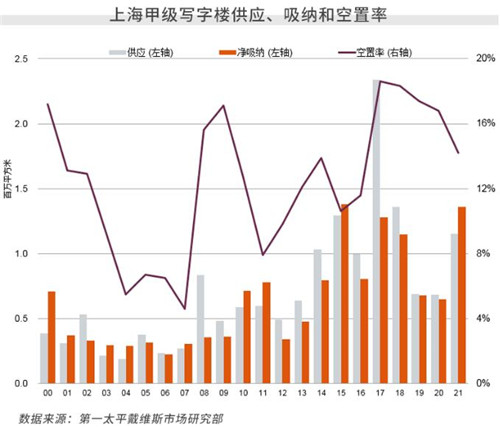 上海甲级写字楼供应、吸纳和空置率
供应 (左轴) 净吸纳 (左轴) 空置率 (右轴)
2.5 20%
2.0 16%
1.5 12%
1.0 8%
0.5 4%
0.0 0%
百万平方米
00 01 02 03 04 05 06 07 08 09 10 11 12 13 14 15 16 17 18 19 20 21
数据来源：第一太平戴维斯市场研究部